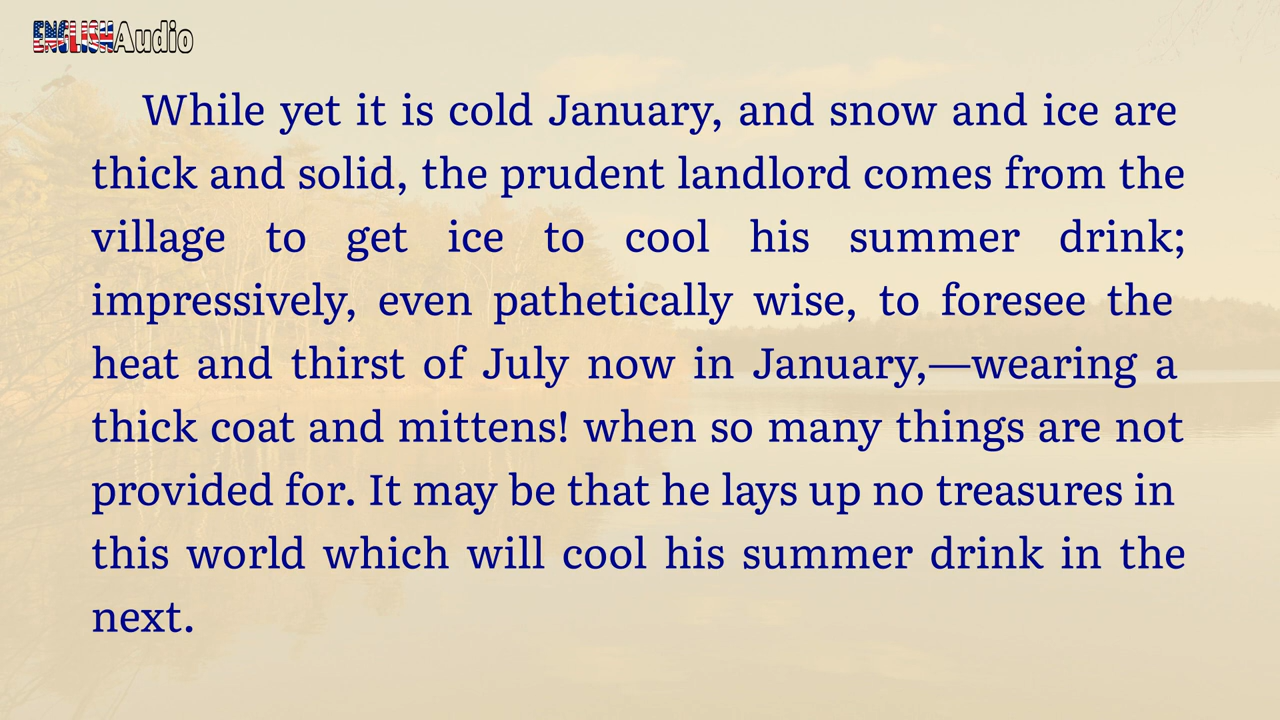 ENGLISHAudio
While yet it is cold January, and snow and ice are
thick and solid, the prudent landlord comes from the
village to get ice to cool his summer drink;
impressively, even pathetically wise, to foresee the
heat and thirst of July now in January,—wearing a
thick coat and mittens! when so many things are not
provided for. It may be that he lays up no treasures in
this world which will cool his summer drink in the
next.